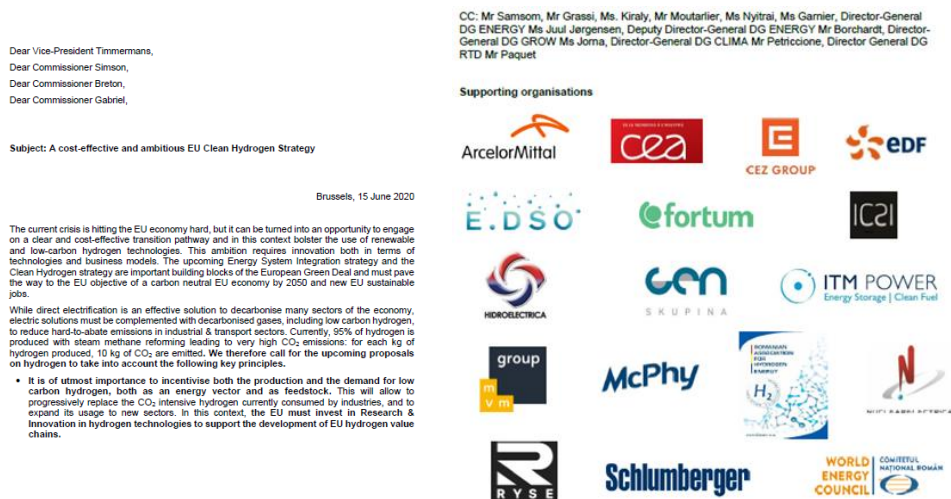 Dear Vice-President Timmermans,
Dear Commissioner Simson,
Dear Commissioner Breton,
Dear Commissioner Gabriel,
Subject: A cost-effective and ambitious EU Clean Hydrogen Strategy
Brussels, 15 June 2020
The current crisis is hitting the EU economy hard, but it can be turned into an opportunity to engage
on a clear and cost-effective transition pathway and in this context bolster the use of renewable
and low-carbon hydrogen technologies. This ambition requires innovation both in terms of
technologies and business models. The upcoming Energy System Integration strategy and the
Clean Hydrogen strategy are important building blocks of the European Green Deal and must pave
the way to the EU objective of a carbon neutral EU economy by 2050 and new EU sustainable
jobs.
While direct electrification is an effective solution to decarbonise many sectors of the economy,
electric solutions must be complemented with decarbonised gases, including low carbon hydrogen,
to reduce hard-to-abate emissions in industrial & transport sectors. Currently, 95% of hydrogen is
produced with steam methane reforming leading to very high CO₂ emissions: for each kg of
hydrogen produced, 10 kg of CO₂ are emitted. We therefore call for the upcoming proposals
on hydrogen to take into account the following key principles.
• It is of utmost importance to incentivise both the production and the demand for low
carbon hydrogen, both as an energy vector and as feedstock. This will allow to
progressively replace the CO₂ intensive hydrogen currently consumed by industries, and to
expand its usage to new sectors. In this context, the EU must invest in Research &
Innovation in hydrogen technologies to support the development of EU hydrogen value
chains.
CC: Mr Samsom, Mr Grassi, Ms. Kiraly, Mr Moutarlier, Ms Nyitrai, Ms Garnier, Director-General
DG ENERGY Ms Juul Jørgensen, Deputy Director-General DG ENERGY Mr Borchardt, Director-
General DG GROW Ms Jorna, Director-General DG CLIMA Mr Petriccione, Director General DG
RTD Mr Paquet
Supporting organisations
ArcelorMittal
cea
CEZ GROUP
edf
E.DSO
fortum
IC2I
HIDROELECTRICA
gen
SKUPINA
ITM POWER
Energy Storage | Clean Fuel
group
mvm
McPhy
ROMANIAN
ASSOCIATION
FOR
HYDROGEN
ENERGY
H₂
NUCLEARELECTRICA
RYSE
Schlumberger
WORLD
ENERGY
COUNCIL
COMITETUL
NAȚIONAL ROMÂN